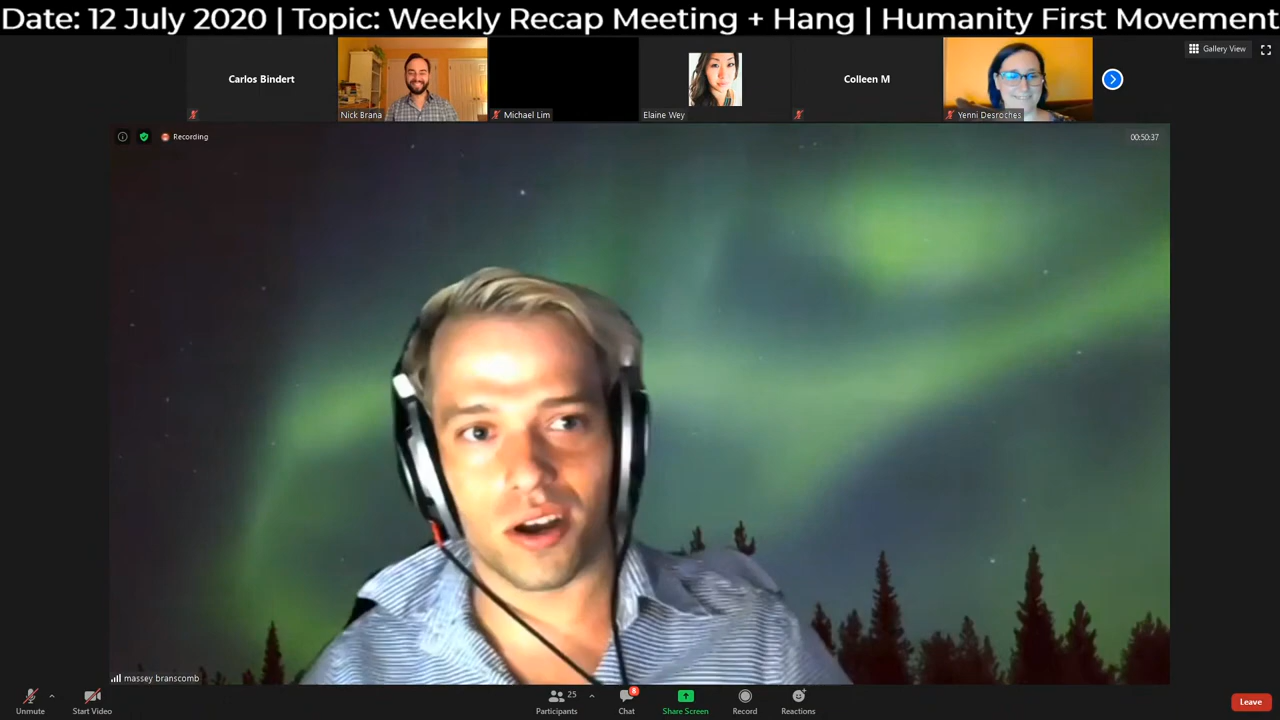 Date: 12 July 2020 | Topic: Weekly Recap Meeting + Hang | Humanity First Movement
Gallery View
Carlos Bindert
Nick Brana
Michael Lim
Elaine Wey
Colleen M
Yenni Desroches
Recording
00:50:37
massey branscomb
Unmute
Start Video
25
Participants
8
Chat
Share Screen
Record
Reactions
Leave